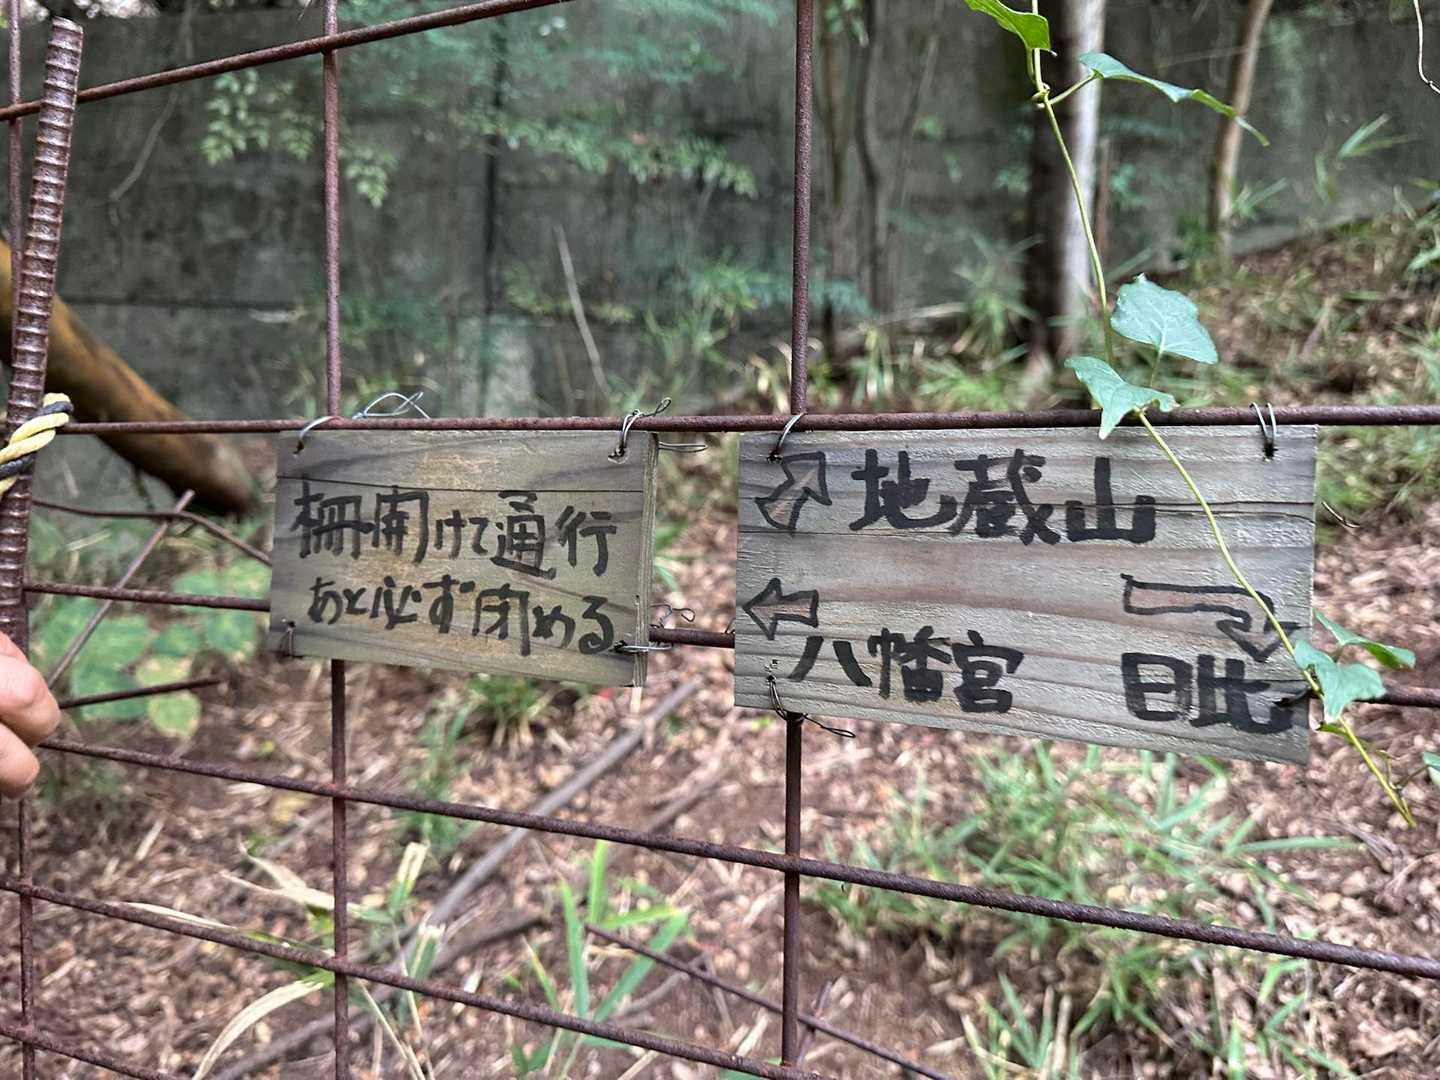 柵開けて通行
あと必ず閉める
地蔵山
八幡宮
日比